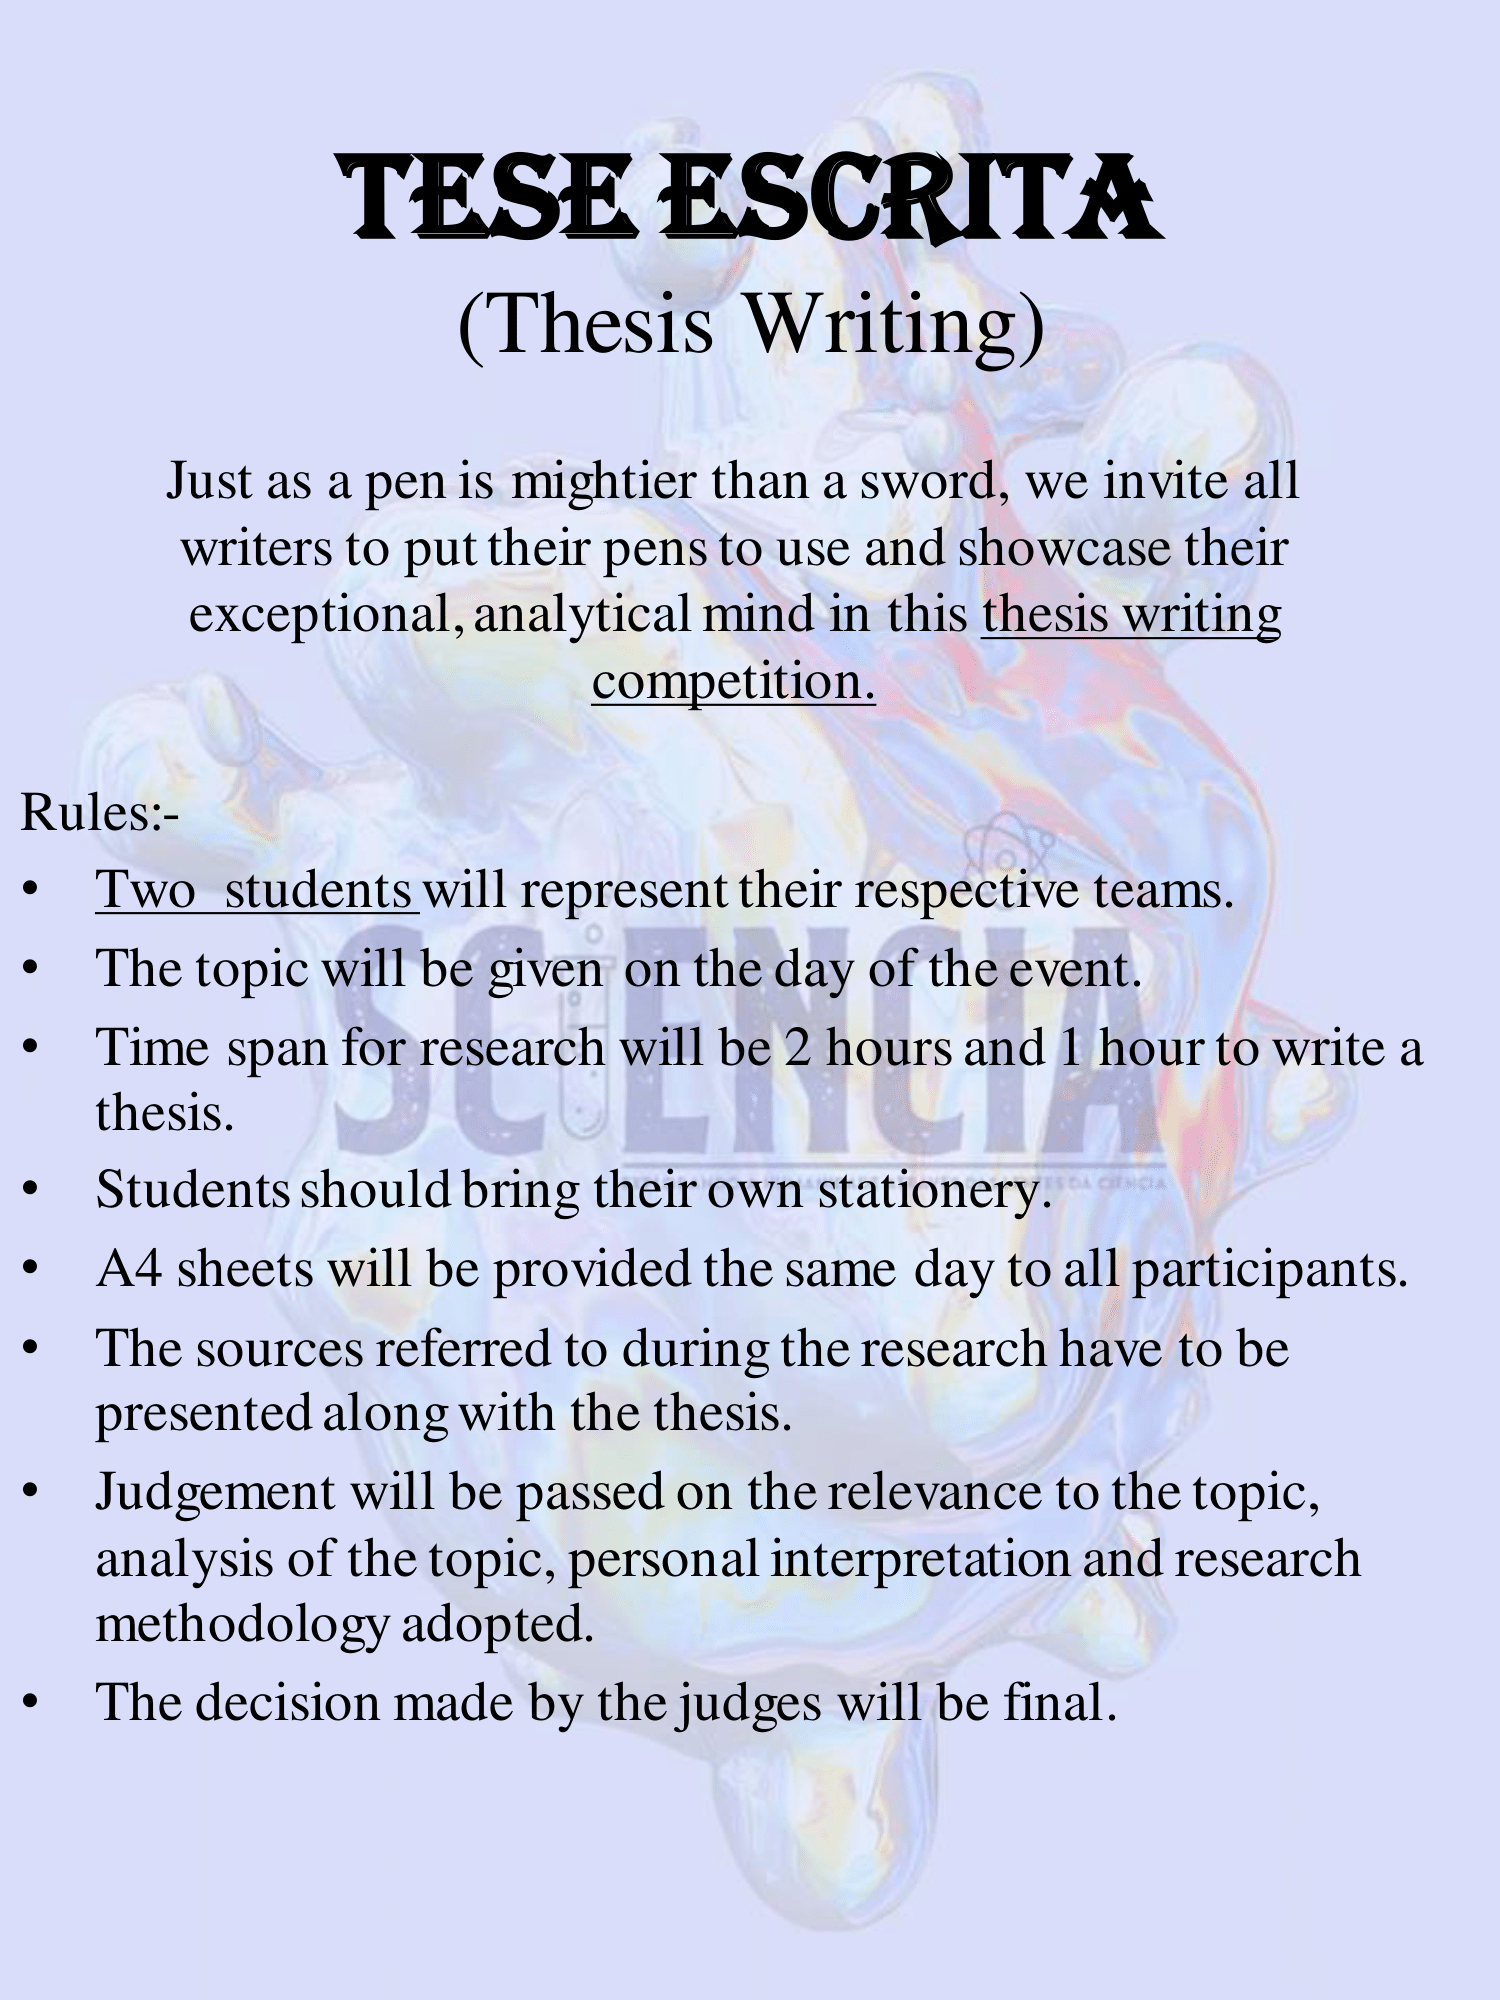 TESE ESCRITA
(Thesis Writing)
Just as a pen is mightier than a sword, we invite all
writers to put their pens to use and showcase their
exceptional, analytical mind in this thesis writing
competition.
Rules:-
• Two students will represent their respective teams.
• The topic will be given on the day of the event.
SCIENCIA
• Time span for research will be 2 hours and 1 hour to write a
thesis.
• Students should bring their own stationery.
DA CIÊNCIA
• A4 sheets will be provided the same day to all participants.
• The sources referred to during the research have to be
presented along with the thesis.
• Judgement will be passed on the relevance to the topic,
analysis of the topic, personal interpretation and research
methodology adopted.
• The decision made by the judges will be final.